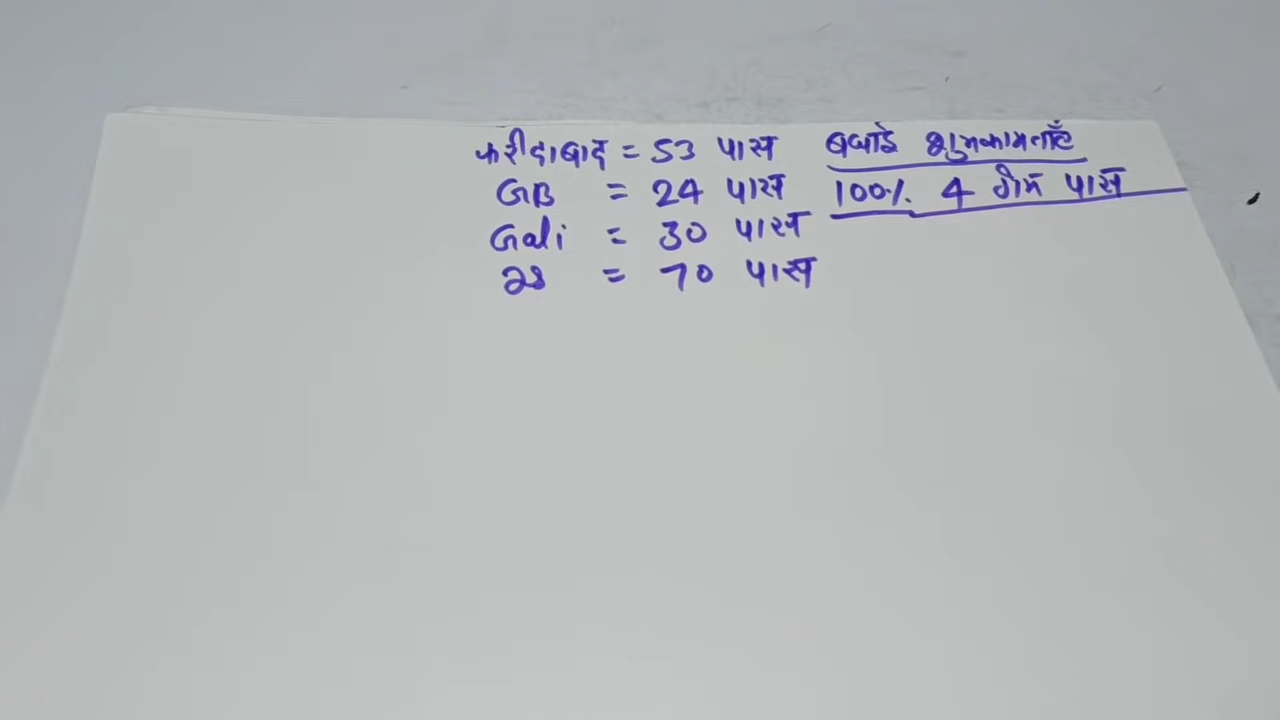 फरीदाबाद = 53 पास बधाई शुभकामनाएँ
GB = 24 पास 100% 4 गेम पास
Gali = 30 पास
= 70 पास